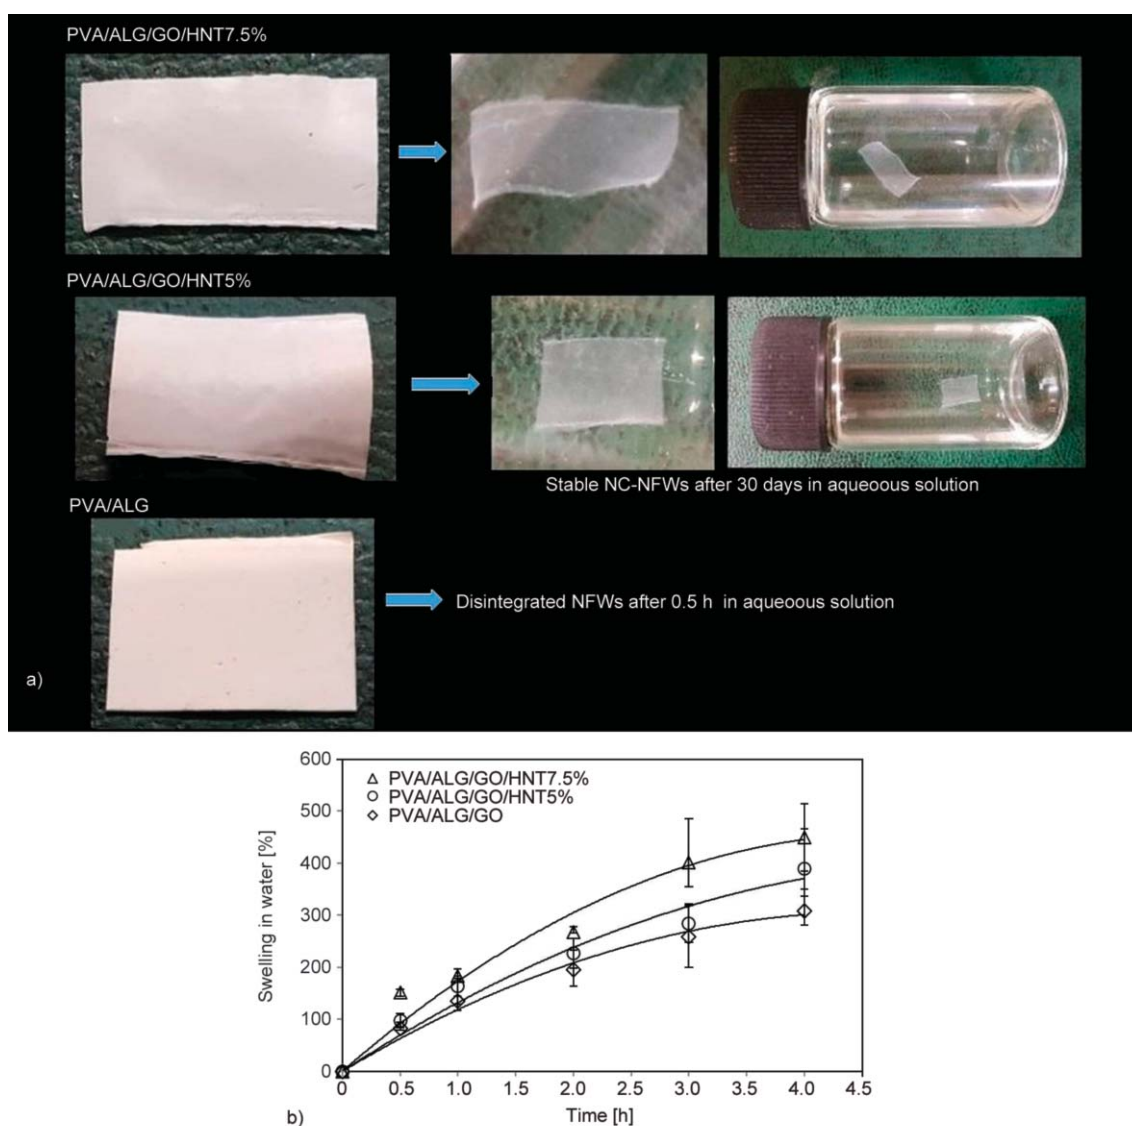 PVA/ALG/GO/HNT7.5%
PVA/ALG/GO/HNT5%
Stable NC-NFWs after 30 days in aqueoous solution
PVA/ALG
Disintegrated NFWs after 0.5 h in aqueoous solution
a)
600
500
400
300
200
100
0
Swelling in water [%]
PVA/ALG/GO/HNT7.5%
PVA/ALG/GO/HNT5%
PVA/ALG/GO
0 0.5 1.0 1.5 2.0 2.5 3.0 3.5 4.0 4.5
Time [h]
b)